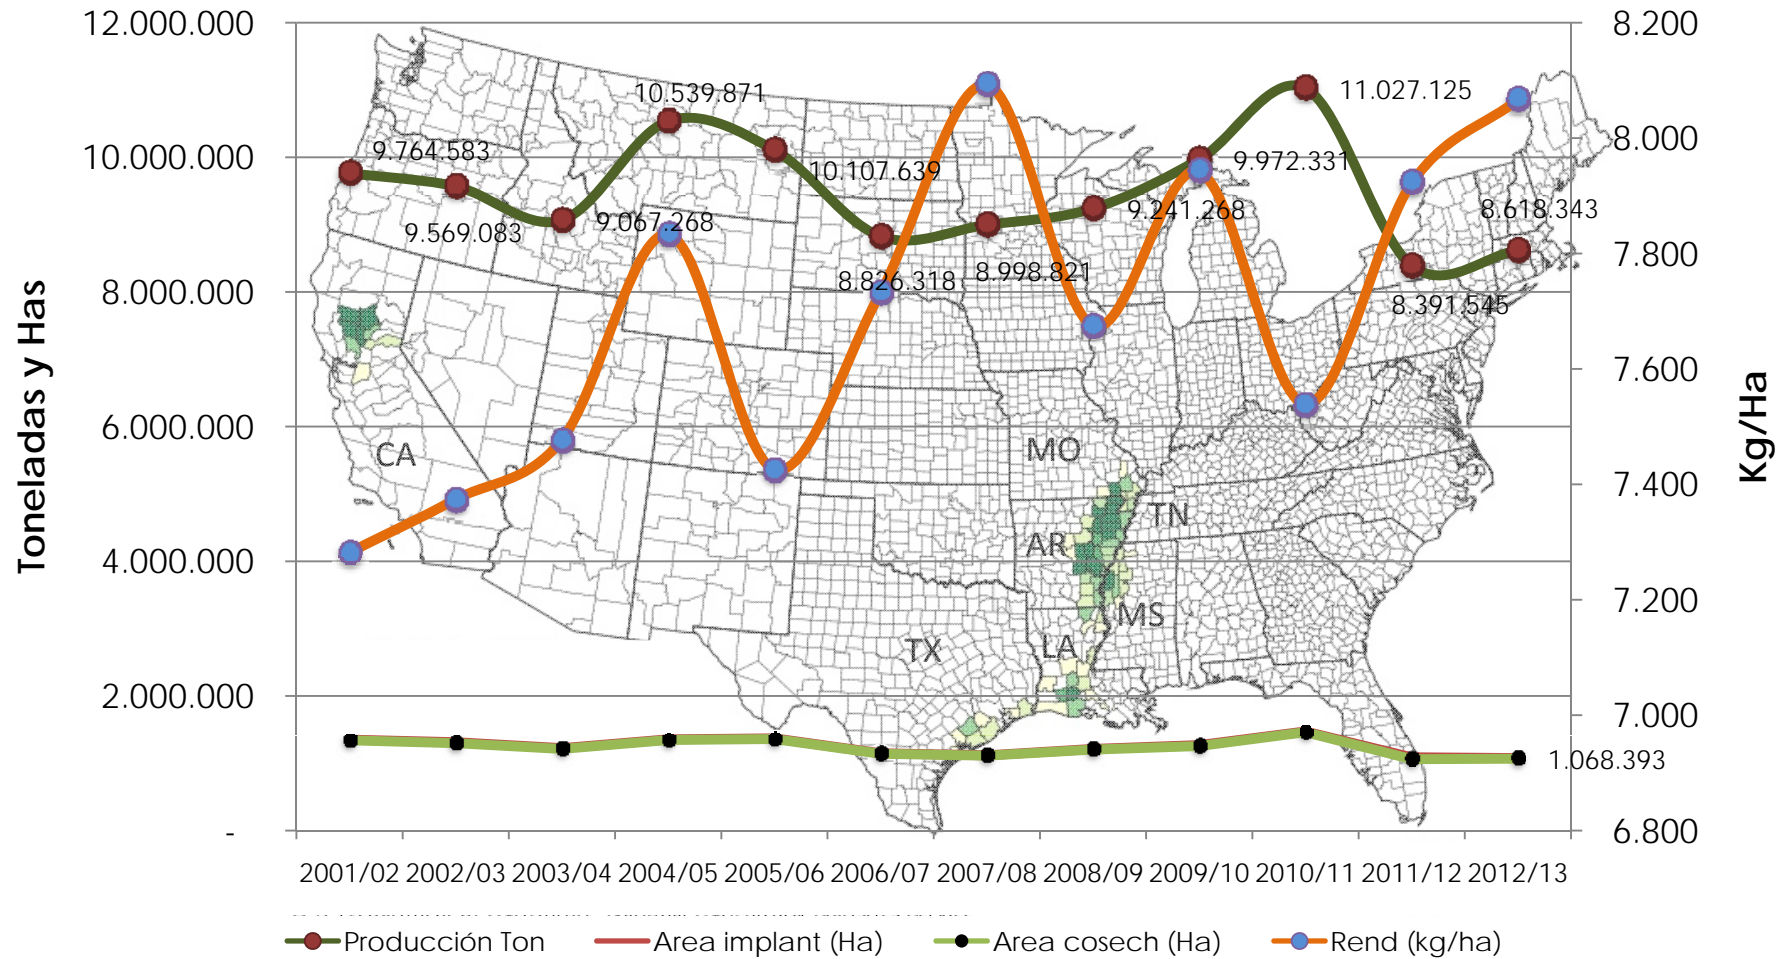 12.000.000
10.000.000
8.000.000
6.000.000
4.000.000
2.000.000
-
Toneladas y Has
8.200
8.000
7.800
7.600
7.400
7.200
7.000
6.800
Kg/Ha
9.764.583
9.569.083
9.067.268
10.539.871
10.107.639
8.826.318
8.998.821
9.241.268
9.972.331
11.027.125
8.391.545
8.618.343
1.068.393
CA
MO
TN
AR
MS
LA
TX
2001/02 2002/03 2003/04 2004/05 2005/06 2006/07 2007/08 2008/09 2009/10 2010/11 2011/12 2012/13
Producción Ton Area implant (Ha) Area cosech (Ha) Rend (kg/ha)